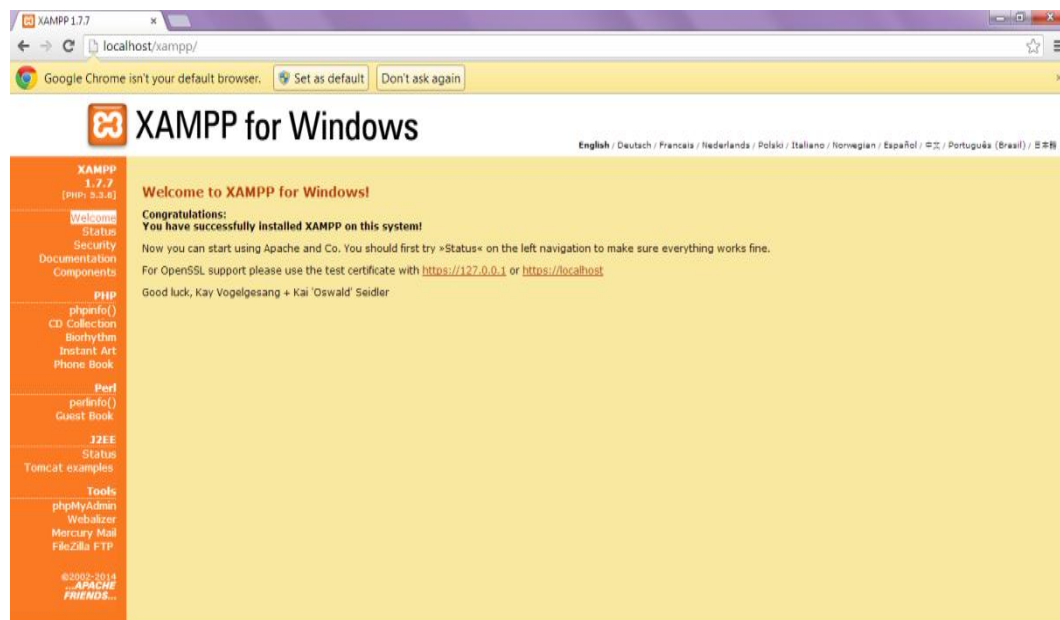 XAMPP 1.7.7
localhost/xampp/
Google Chrome isn't your default browser. Set as default Don't ask again
XAMPP for Windows
English / Deutsch / Francais / Nederlands / Polski / Italiano / Norwegian / Español / 中文 / Português (Brasil) / 日本語
XAMPP
1.7.7
[PHP: 5.3.8]
Welcome
Status
Security
Documentation
Components
PHP
phpinfo()
CD Collection
Biorhythm
Instant Art
Phone Book
Perl
perlinfo()
Guest Book
J2EE
Status
Tomcat examples
Tools
phpMyAdmin
Webalizer
Mercury Mail
FileZilla FTP
©2002-2014
...APACHE
FRIENDS...
Welcome to XAMPP for Windows!
Congratulations:
You have successfully installed XAMPP on this system!
Now you can start using Apache and Co. You should first try »Status« on the left navigation to make sure everything works fine.
For OpenSSL support please use the test certificate with https://127.0.0.1 or https://localhost
Good luck, Kay Vogelgesang + Kai 'Oswald' Seidler